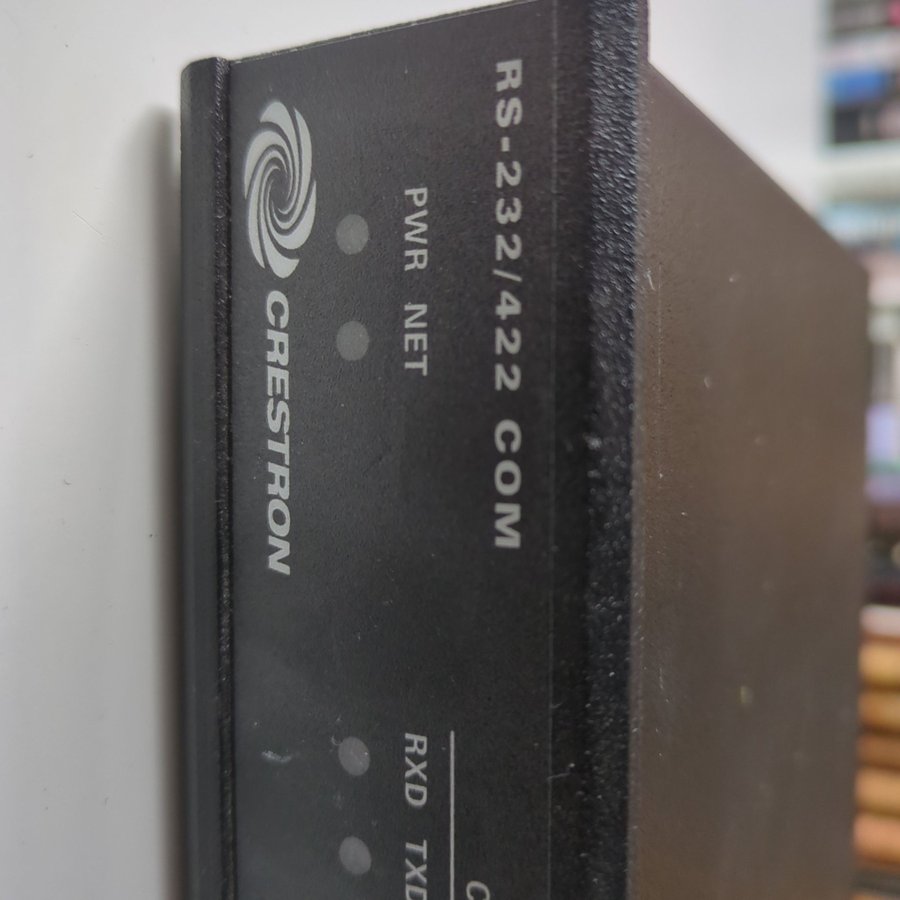 RS-232/422 COM
PWR NET
CRESTRON
C
RXD TXD